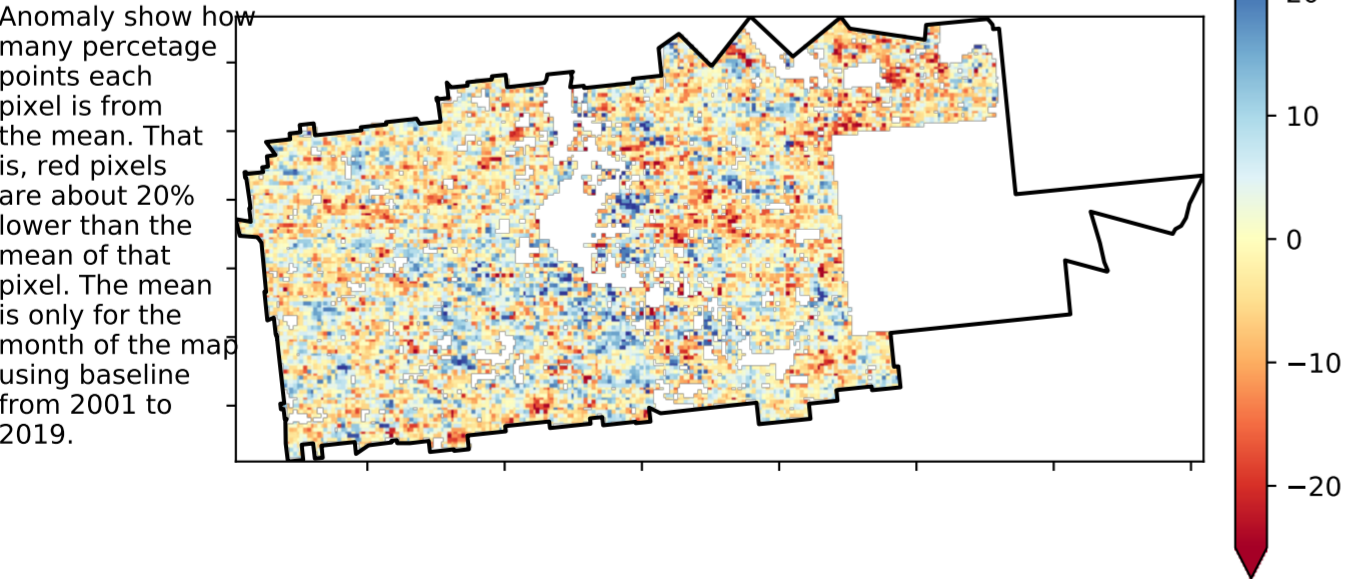 Anomaly show how
many percetage
points each
pixel is from
the mean. That
is, red pixels
are about 20%
lower than the
mean of that
pixel. The mean
is only for the
month of the map
using baseline
from 2001 to
2019.
10
0
−10
−20